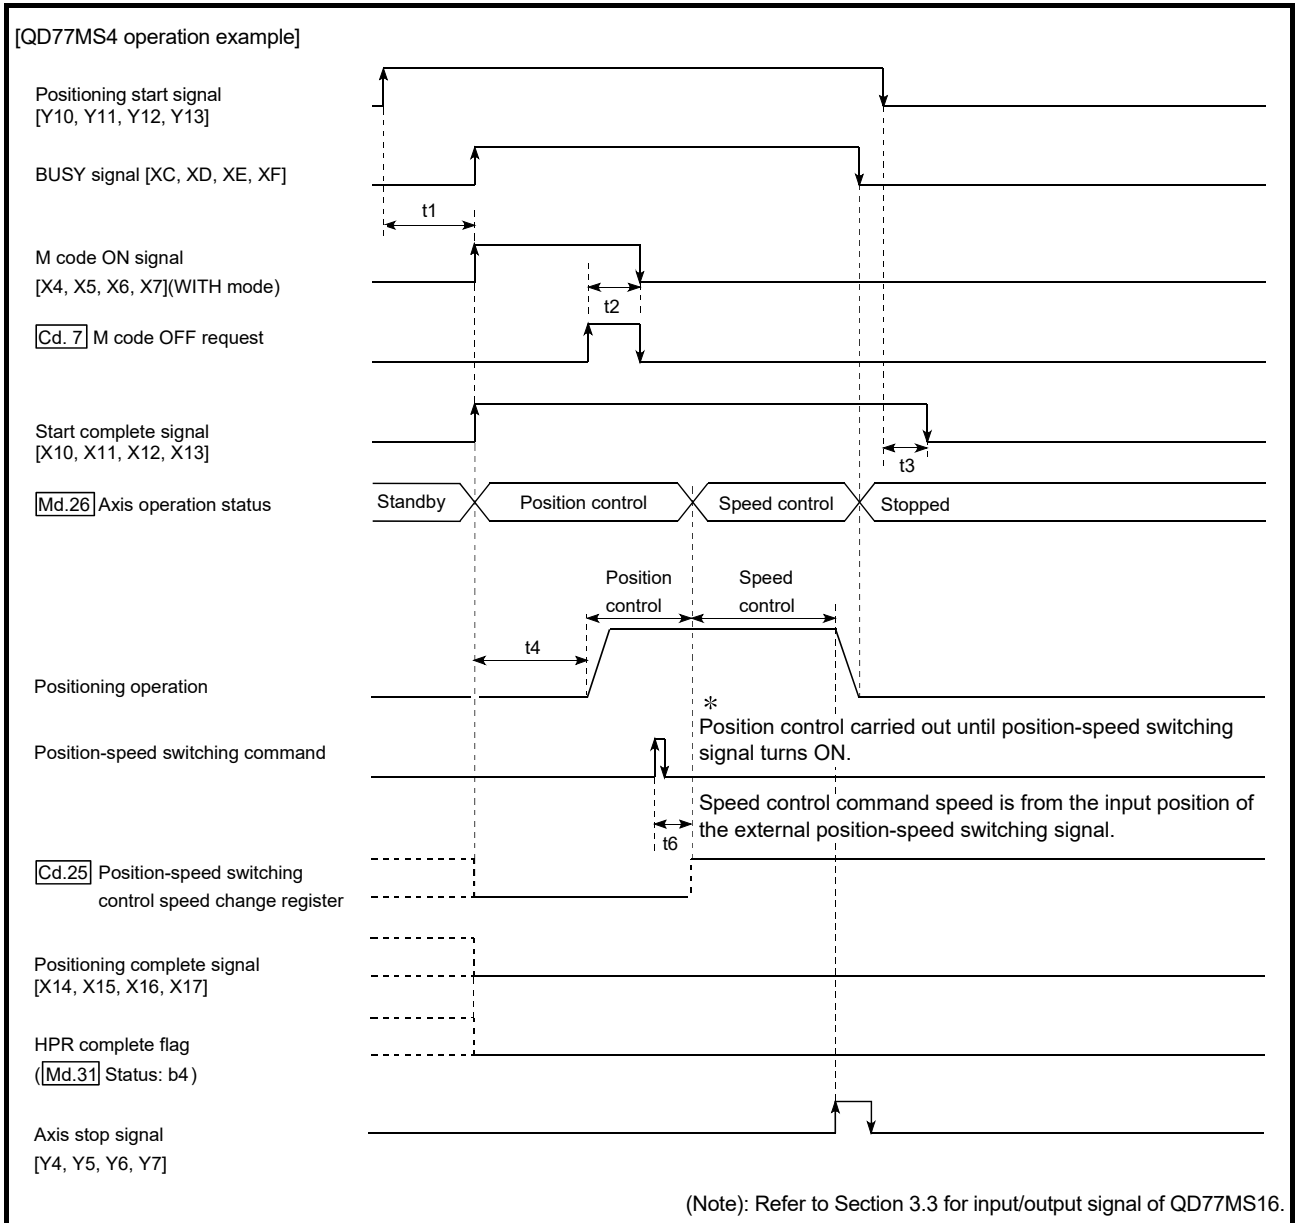 [QD77MS4 operation example]
Positioning start signal
[Y10, Y11, Y12, Y13]
BUSY signal [XC, XD, XE, XF]
t1
M code ON signal
[X4, X5, X6, X7](WITH mode)
t2
Cd. 7 M code OFF request
Start complete signal
[X10, X11, X12, X13]
t3
Md.26 Axis operation status
Standby
Position control
Speed control
Stopped
Position
control
Speed
control
t4
Positioning operation
*
Position control carried out until position-speed switching
signal turns ON.
Position-speed switching command
Speed control command speed is from the input position of
the external position-speed switching signal.
t6
Cd.25 Position-speed switching
control speed change register
Positioning complete signal
[X14, X15, X16, X17]
HPR complete flag
(Md.31 Status: b4)
Axis stop signal
[Y4, Y5, Y6, Y7]
(Note): Refer to Section 3.3 for input/output signal of QD77MS16.